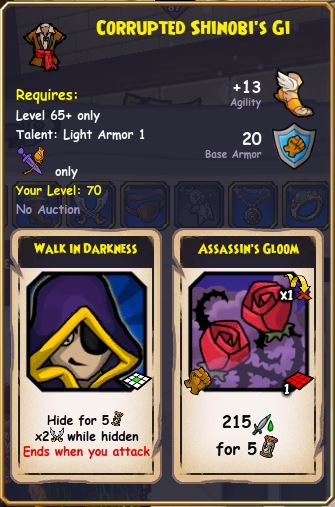 CORRUPTED SHINOBI'S GI
+13
Agility
Requires:
Level 65+ only
Talent: Light Armor 1
only
20
Base Armor
Your Level: 70
No Auction
WALK IN DARKNESS
Hide for 5
x2 while hidden
Ends when you attack
ASSASSIN'S GLOOM
x1
1
215
for 5